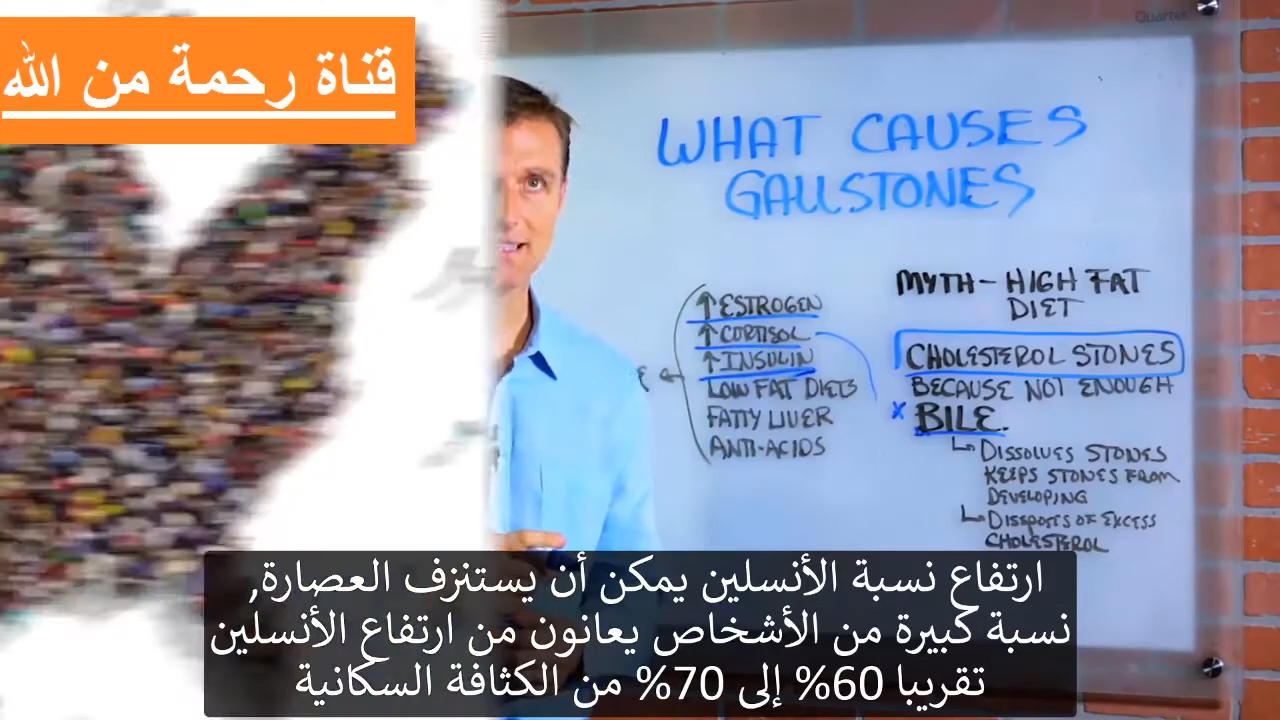 قناة رحمة من الله
Quartet
WHAT CAUSES
GALLSTONES
↑ ESTROGEN
↑ CORTISOL
↑ INSULIN
LOW FAT DIETS
FATTY LIVER
ANTI-ACIDS
MYTH - HIGH FAT
DIET
CHOLESTEROL STONES
BECAUSE NOT ENOUGH
x BILE.
DISSOLVES STONES
KEEPS STONES FROM
DEVELOPING
DISSPOSES OF EXCESS
CHOLESTEROL
ارتفاع نسبة الأنسلين يمكن أن يستنزف العصارة,
نسبة كبيرة من الأشخاص يعانون من ارتفاع الأنسلين
تقريبا 60% إلى 70% من الكثافة السكانية